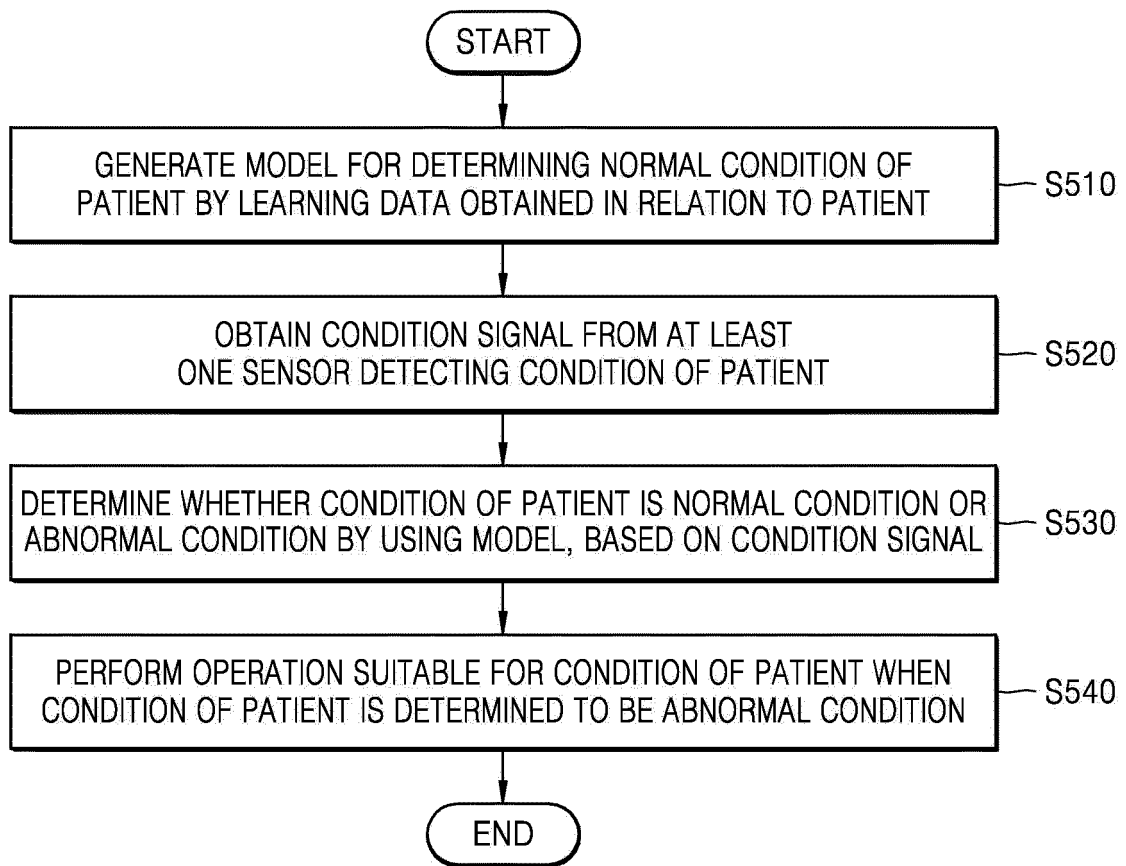 START
GENERATE MODEL FOR DETERMINING NORMAL CONDITION OF
PATIENT BY LEARNING DATA OBTAINED IN RELATION TO PATIENT
S510
OBTAIN CONDITION SIGNAL FROM AT LEAST
ONE SENSOR DETECTING CONDITION OF PATIENT
S520
DETERMINE WHETHER CONDITION OF PATIENT IS NORMAL CONDITION OR
ABNORMAL CONDITION BY USING MODEL, BASED ON CONDITION SIGNAL
S530
PERFORM OPERATION SUITABLE FOR CONDITION OF PATIENT WHEN
CONDITION OF PATIENT IS DETERMINED TO BE ABNORMAL CONDITION
S540
END